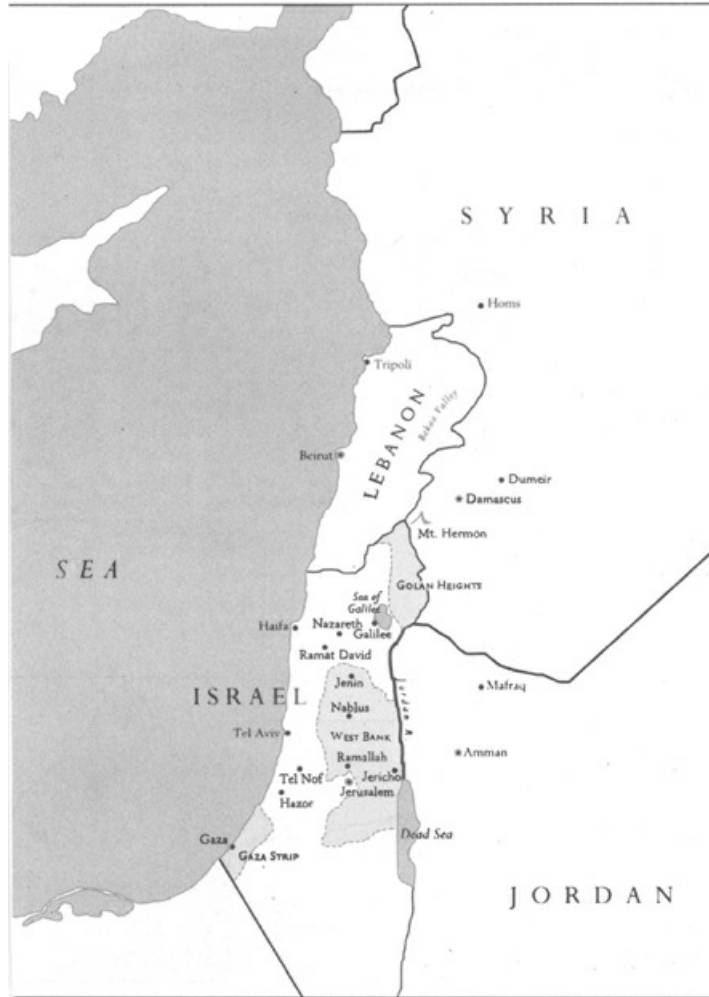 SYRIA
Homs
Tripoli
LEBANON
Bekaa Valley
Beirut
Dumeir
Damascus
Mt. Hermon
SEA
GOLAN HEIGHTS
Sea of
Galilee
Haifa
Nazareth
Galilee
Ramat David
ISRAEL
Jenin
Jordan R.
Mafraq
Nablus
Tel Aviv
WEST BANK
Amman
Ramallah
Tel Nof
Jericho
Jerusalem
Hazor
Dead Sea
Gaza
GAZA STRIP
JORDAN